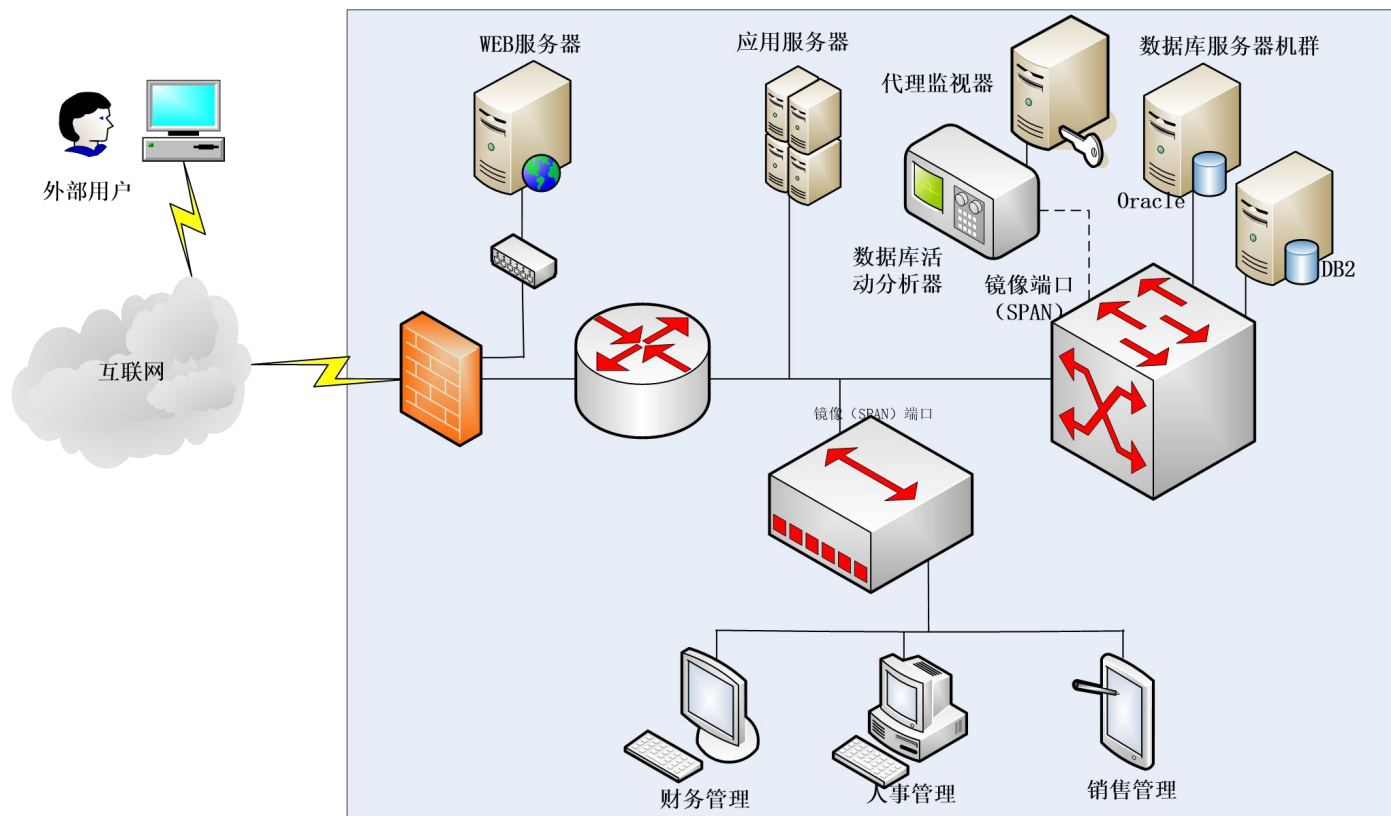 WEB服务器
应用服务器
数据库服务器机群
代理监视器
外部用户
Oracle
数据库活
动分析器
镜像端口
(SPAN)
DB2
互联网
镜像(SPAN)端口
财务管理
人事管理
销售管理